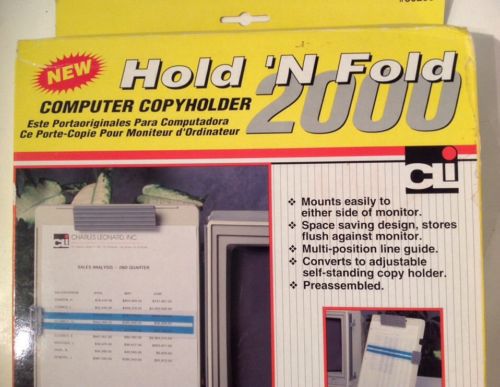 NEW
Hold 'N Fold
2000
COMPUTER COPYHOLDER
Este Portaoriginales Para Computadora
Ce Porte-Copie Pour Moniteur d'Ordinateur
CLi
• Mounts easily to
either side of monitor.
• Space saving design, stores
flush against monitor.
• Multi-position line guide.
• Converts to adjustable
self-standing copy holder.
• Preassembled.
CLi CHARLES LEONARD, INC.
SALES ANALYSIS - 2ND QUARTER